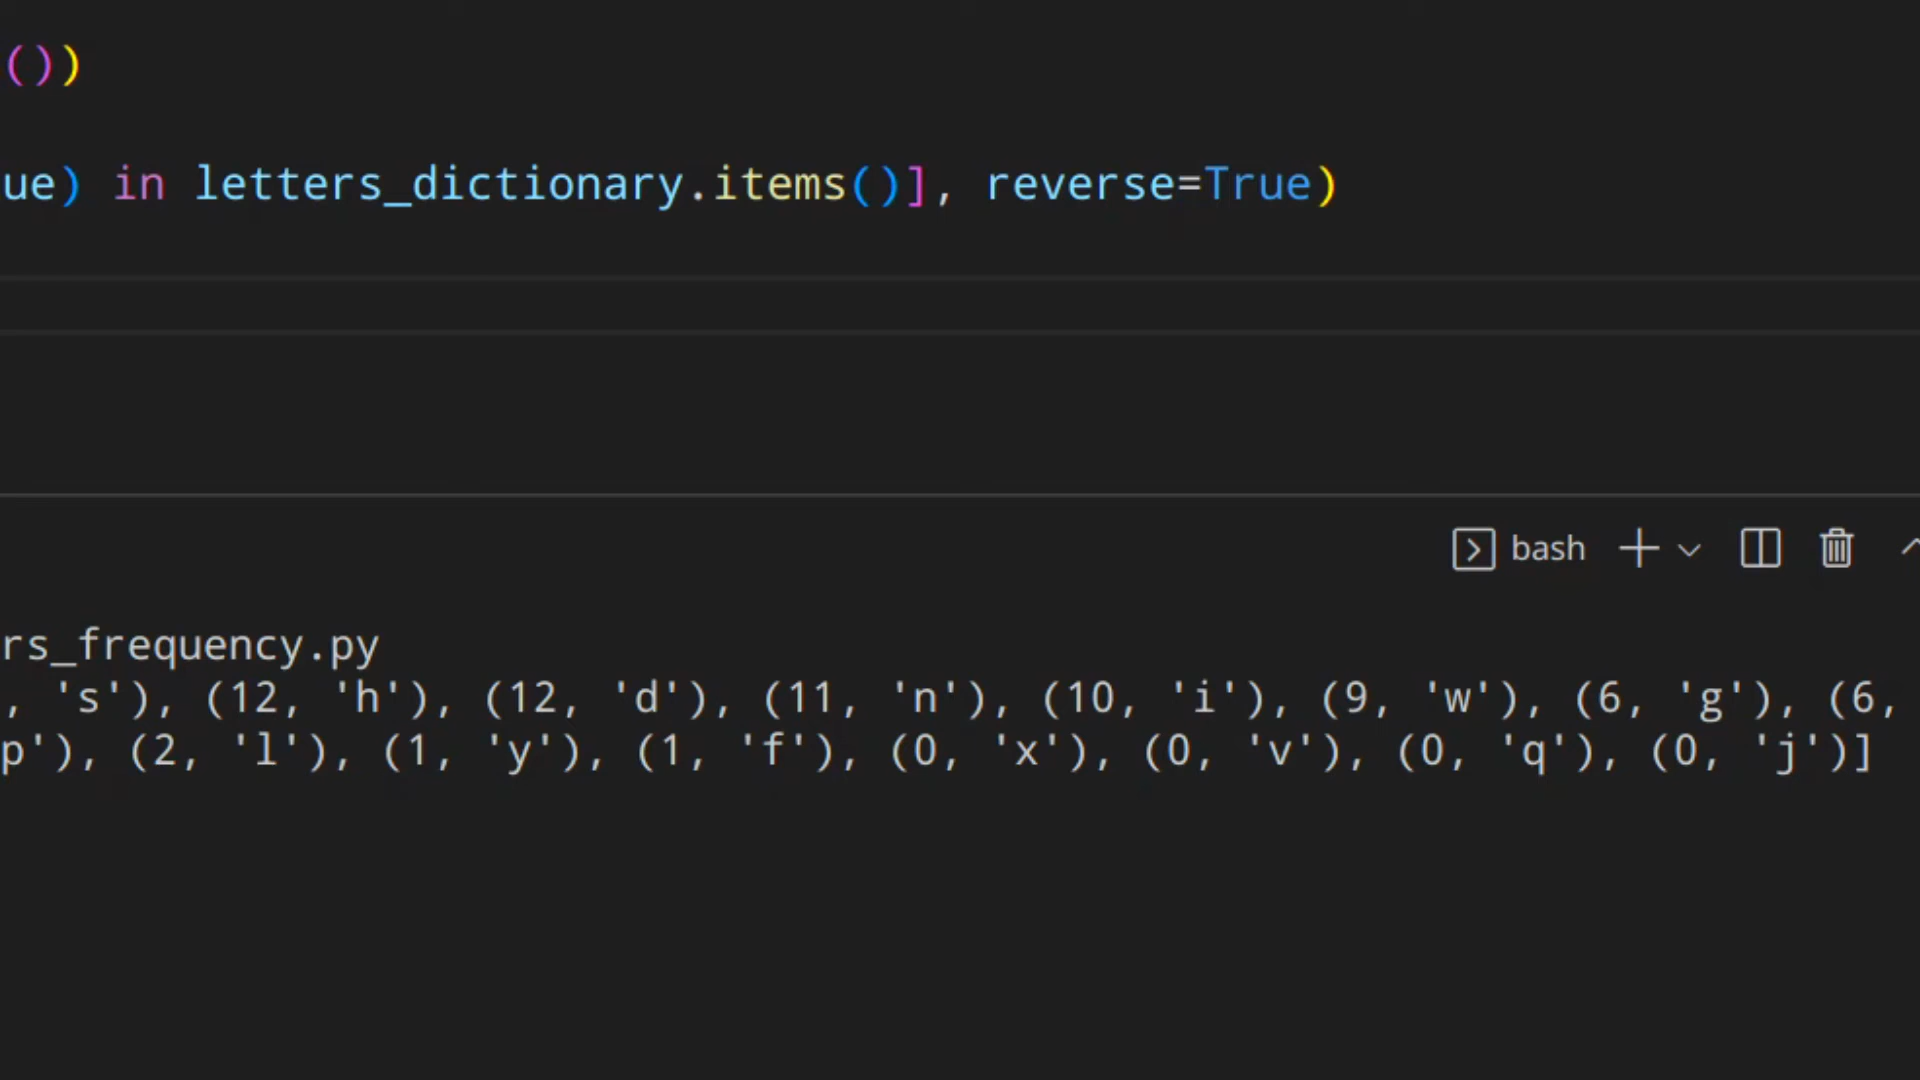 ())
ue) in letters_dictionary.items()], reverse=True)
bash
rs_frequency.py
, 's'), (12, 'h'), (12, 'd'), (11, 'n'), (10, 'i'), (9, 'w'), (6, 'g'), (6,
p'), (2, 'l'), (1, 'y'), (1, 'f'), (0, 'x'), (0, 'v'), (0, 'q'), (0, 'j')]